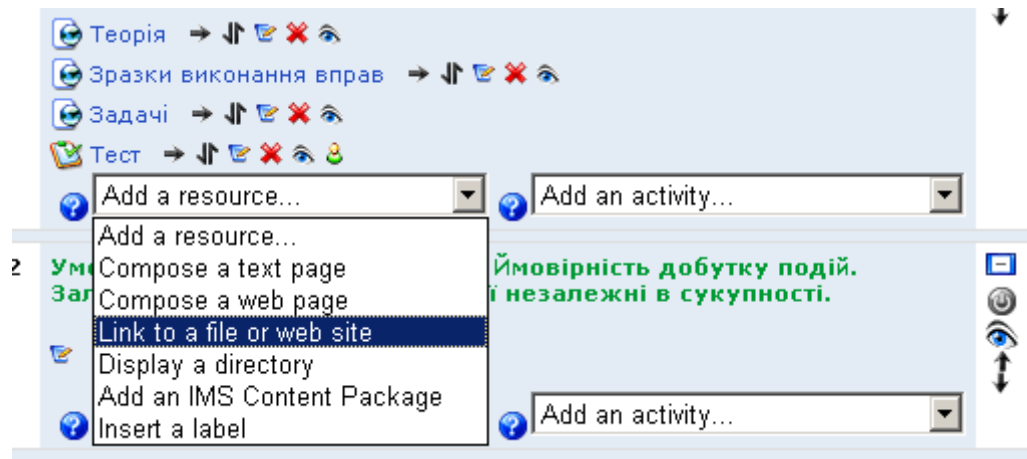 Теорія
Зразки виконання вправ
Задачі
Тест
Add a resource... Add an activity...
Add a resource...
2 Ймовірність добутку подій.
Compose a text page
незалежні в сукупності.
Compose a web page
Link to a file or web site
Display a directory
Add an IMS Content Package
Add an activity...
Insert a label